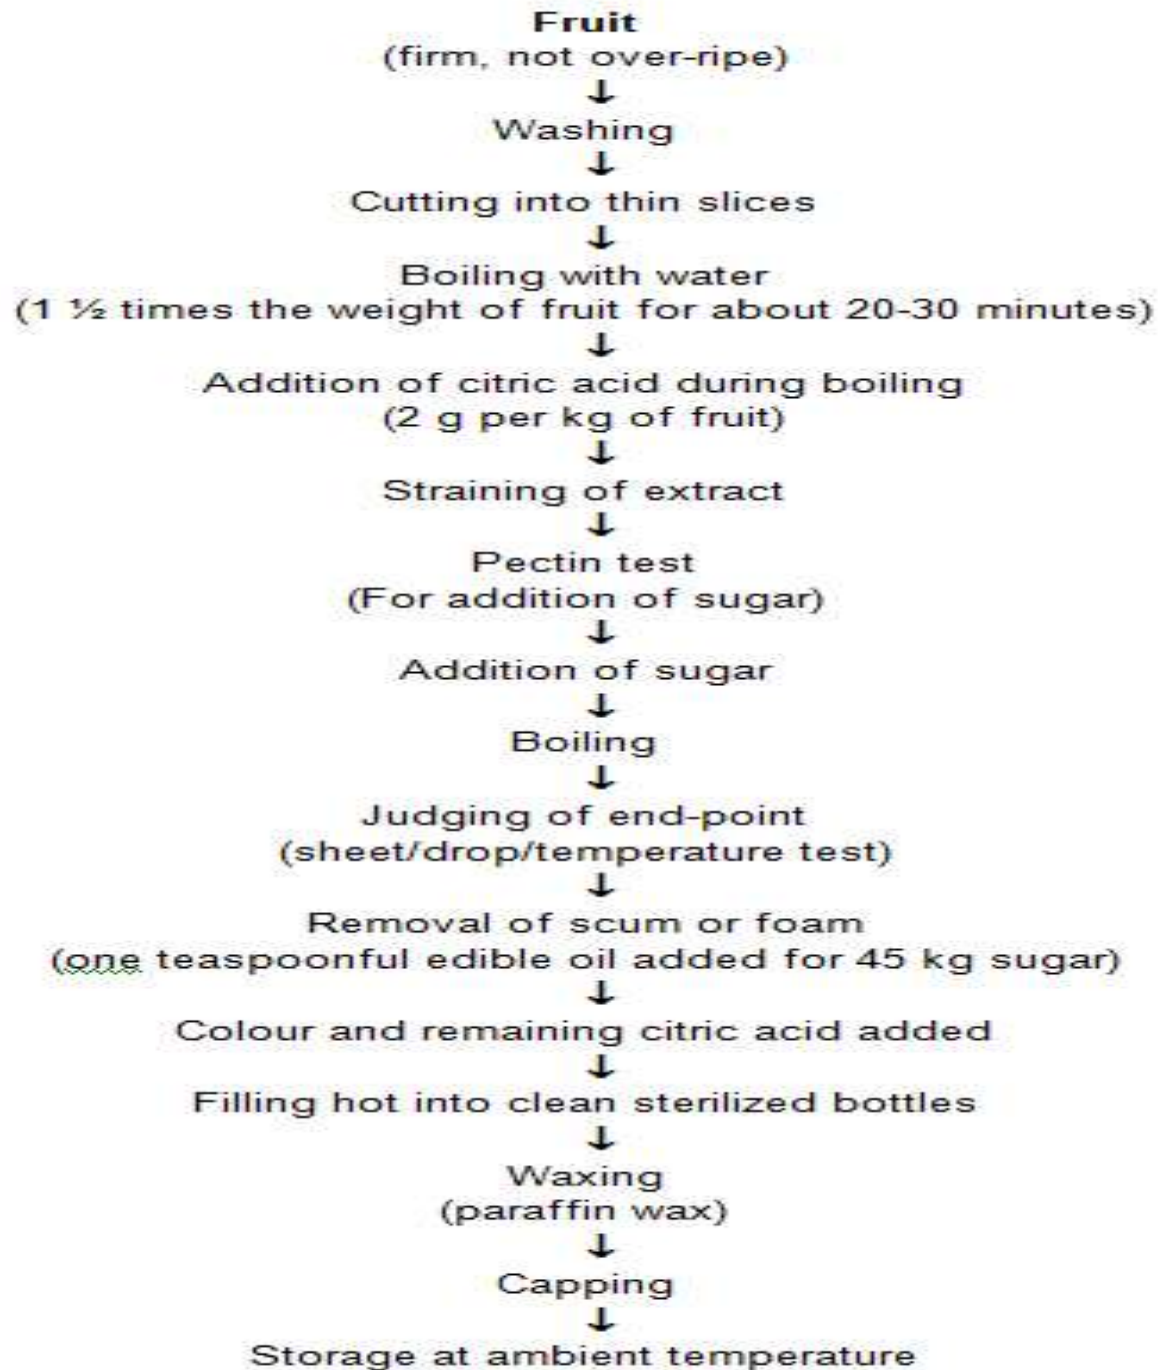 Fruit
(firm, not over-ripe)
↓
Washing
↓
Cutting into thin slices
↓
Boiling with water
(1 ½ times the weight of fruit for about 20-30 minutes)
↓
Addition of citric acid during boiling
(2 g per kg of fruit)
↓
Straining of extract
↓
Pectin test
(For addition of sugar)
↓
Addition of sugar
↓
Boiling
↓
Judging of end-point
(sheet/drop/temperature test)
↓
Removal of scum or foam
(one teaspoonful edible oil added for 45 kg sugar)
↓
Colour and remaining citric acid added
↓
Filling hot into clean sterilized bottles
↓
Waxing
(paraffin wax)
↓
Capping
↓
Storage at ambient temperature